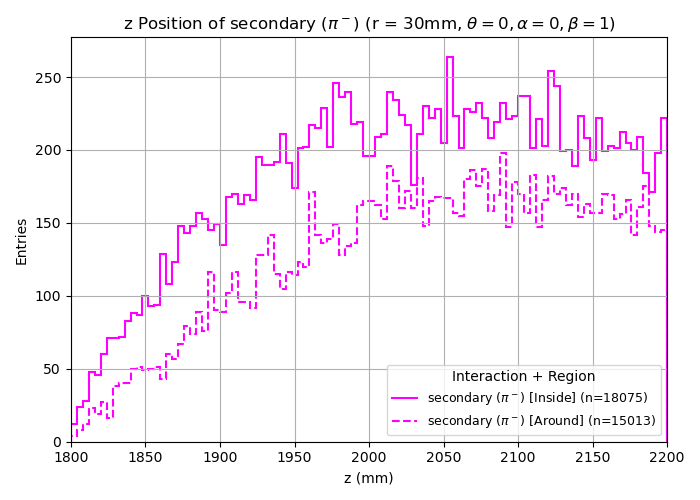 z Position of secondary (π⁻) (r = 30mm, θ = 0, α = 0, β = 1)
Entries
250
200
150
100
50
0
1800 1850 1900 1950 2000 2050 2100 2150 2200
z (mm)
Interaction + Region
secondary (π⁻) [Inside] (n=18075)
secondary (π⁻) [Around] (n=15013)